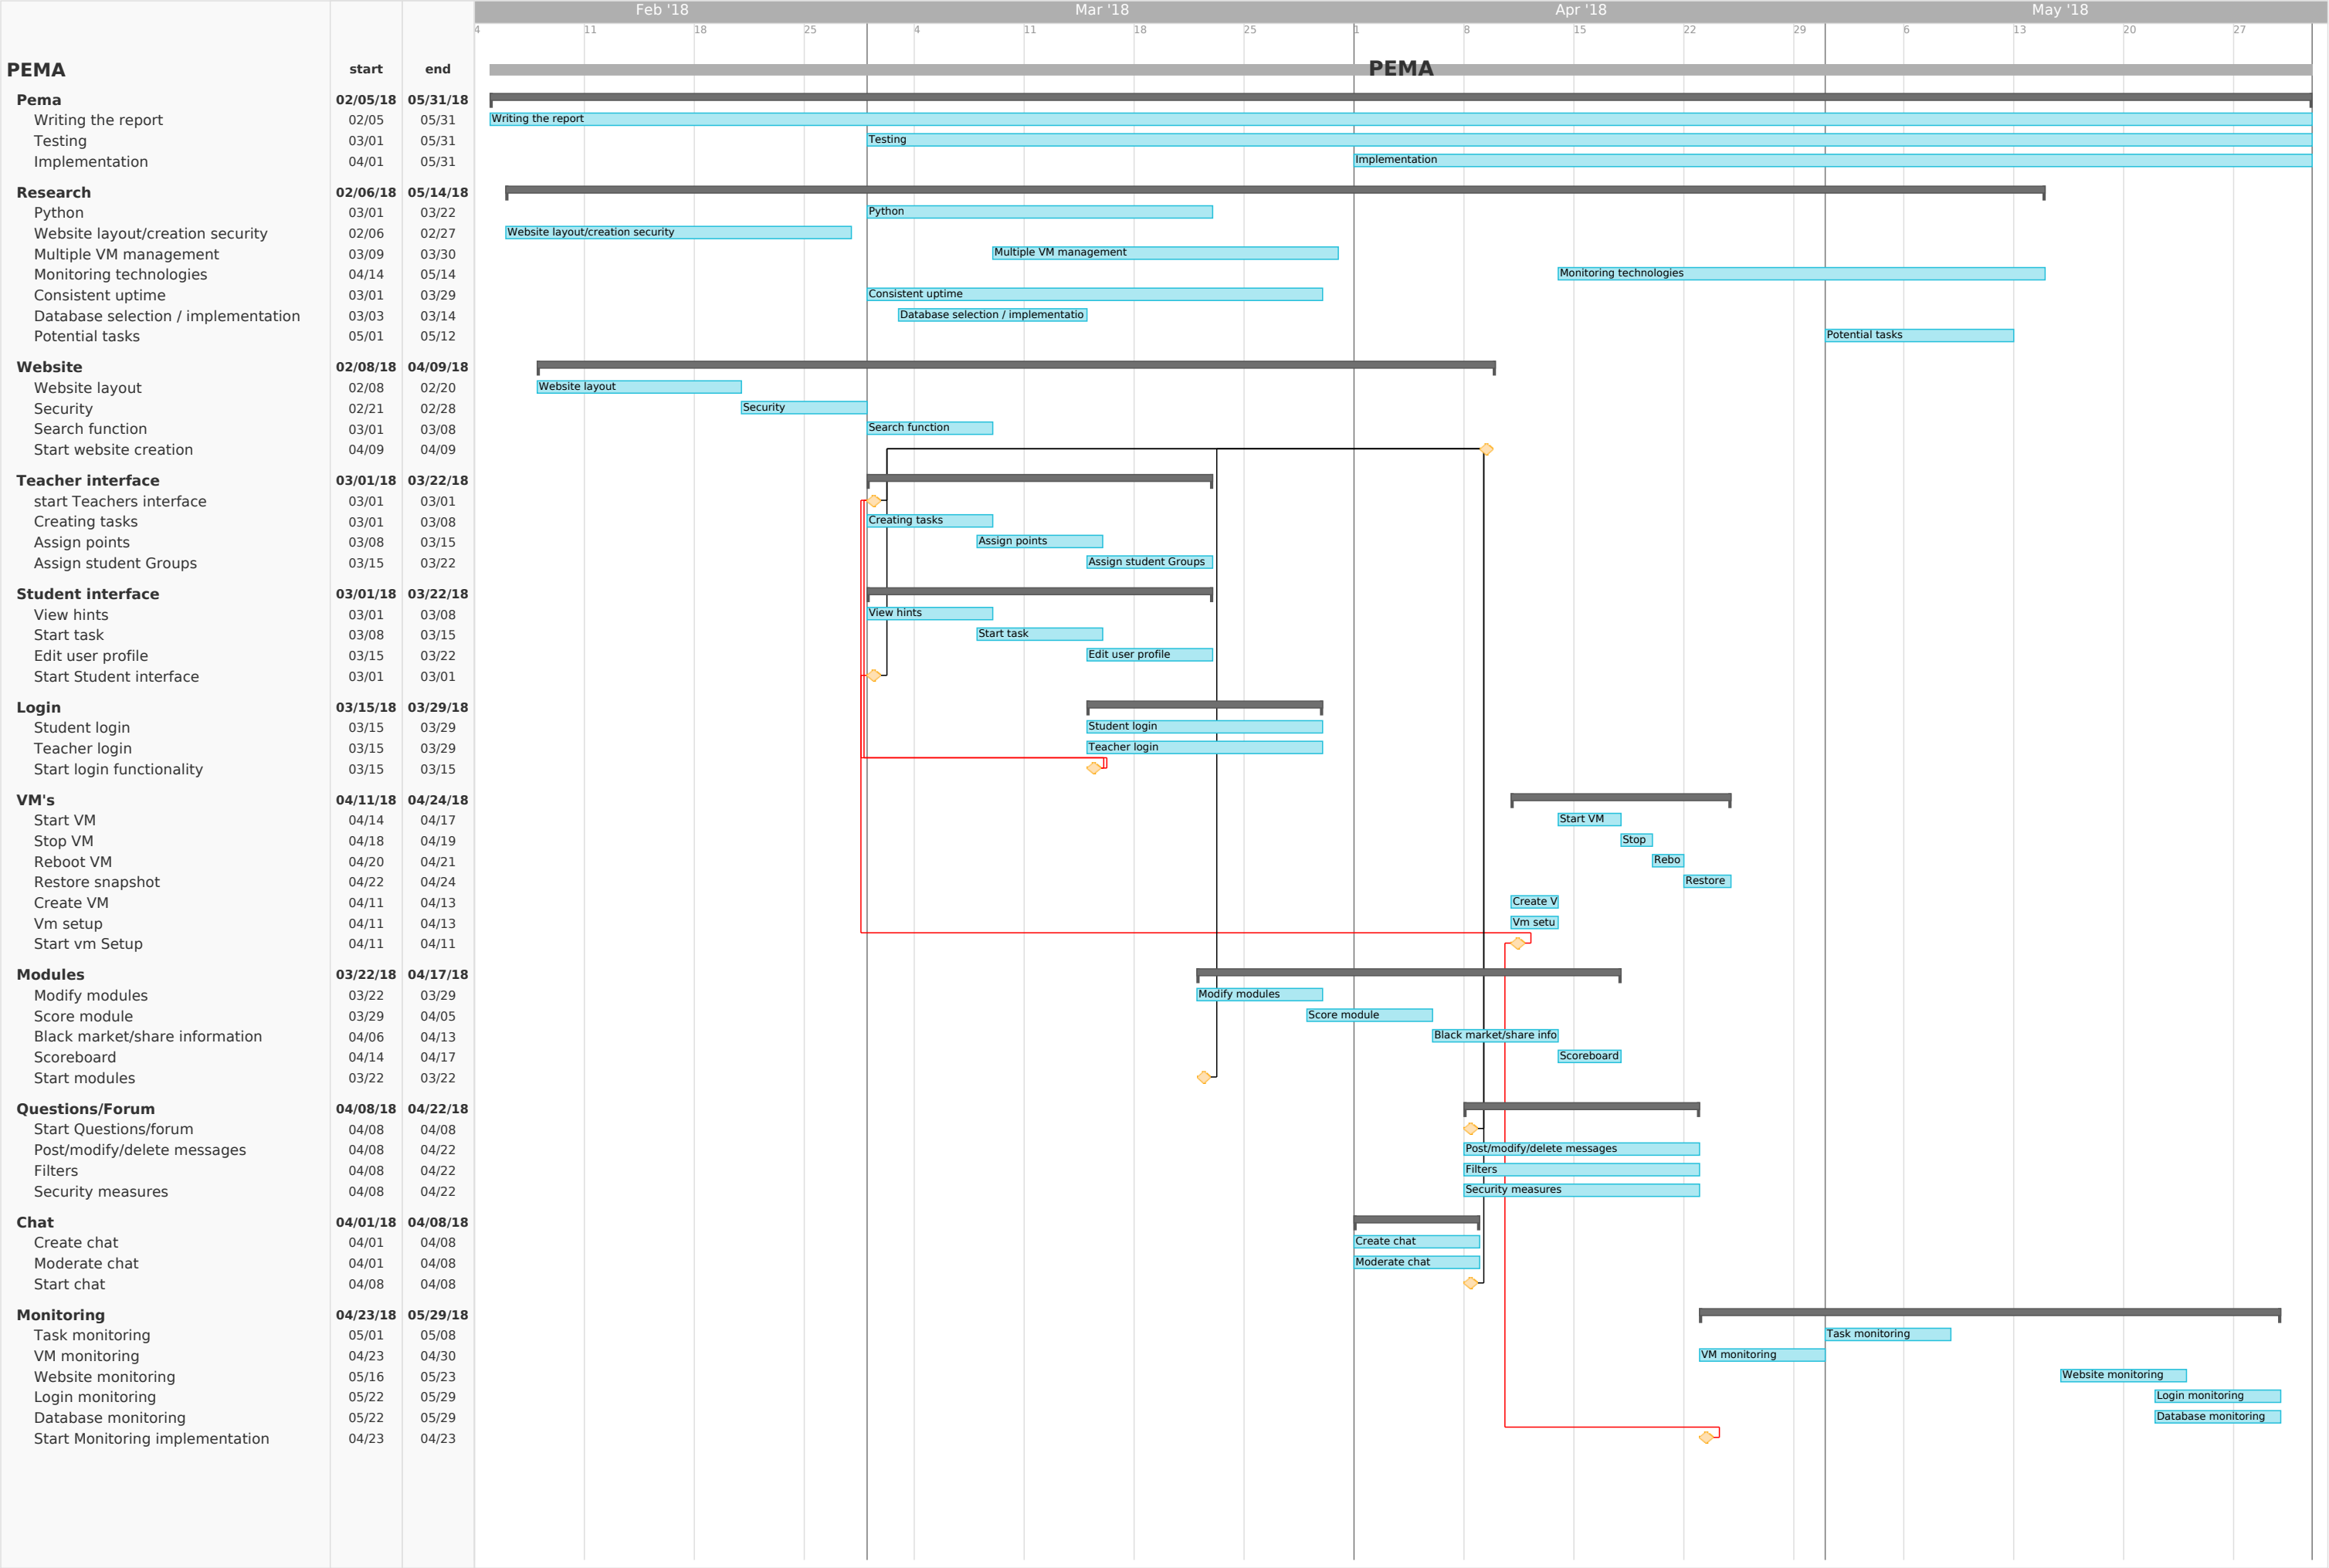 Feb '18 Mar '18 Apr '18 May '18
4 11 18 25 4 11 18 25 1 8 15 22 29 6 13 20 27
PEMA start end PEMA
Pema 02/05/18 05/31/18
Writing the report 02/05 05/31 Writing the report
Testing 03/01 05/31 Testing
Implementation 04/01 05/31 Implementation
Research 02/06/18 05/14/18
Python 03/01 03/22 Python
Website layout/creation security 02/06 02/27 Website layout/creation security
Multiple VM management 03/09 03/30 Multiple VM management
Monitoring technologies 04/14 05/14 Monitoring technologies
Consistent uptime 03/01 03/29 Consistent uptime
Database selection / implementation 03/03 03/14 Database selection / implementatio
Potential tasks 05/01 05/12 Potential tasks
Website 02/08/18 04/09/18
Website layout 02/08 02/20 Website layout
Security 02/21 02/28 Security
Search function 03/01 03/08 Search function
Start website creation 04/09 04/09
Teacher interface 03/01/18 03/22/18
start Teachers interface 03/01 03/01
Creating tasks 03/01 03/08 Creating tasks
Assign points 03/08 03/15 Assign points
Assign student Groups 03/15 03/22 Assign student Groups
Student interface 03/01/18 03/22/18
View hints 03/01 03/08 View hints
Start task 03/08 03/15 Start task
Edit user profile 03/15 03/22 Edit user profile
Start Student interface 03/01 03/01
Login 03/15/18 03/29/18
Student login 03/15 03/29 Student login
Teacher login 03/15 03/29 Teacher login
Start login functionality 03/15 03/15
VM's 04/11/18 04/24/18
Start VM 04/14 04/17 Start VM
Stop VM 04/18 04/19 Stop
Reboot VM 04/20 04/21 Rebo
Restore snapshot 04/22 04/24 Restore
Create VM 04/11 04/13 Create V
Vm setup 04/11 04/13 Vm setu
Start vm Setup 04/11 04/11
Modules 03/22/18 04/17/18
Modify modules 03/22 03/29 Modify modules
Score module 03/29 04/05 Score module
Black market/share information 04/06 04/13 Black market/share info
Scoreboard 04/14 04/17 Scoreboard
Start modules 03/22 03/22
Questions/Forum 04/08/18 04/22/18
Start Questions/forum 04/08 04/08
Post/modify/delete messages 04/08 04/22 Post/modify/delete messages
Filters 04/08 04/22 Filters
Security measures 04/08 04/22 Security measures
Chat 04/01/18 04/08/18
Create chat 04/01 04/08 Create chat
Moderate chat 04/01 04/08 Moderate chat
Start chat 04/08 04/08
Monitoring 04/23/18 05/29/18
Task monitoring 05/01 05/08 Task monitoring
VM monitoring 04/23 04/30 VM monitoring
Website monitoring 05/16 05/23 Website monitoring
Login monitoring 05/22 05/29 Login monitoring
Database monitoring 05/22 05/29 Database monitoring
Start Monitoring implementation 04/23 04/23